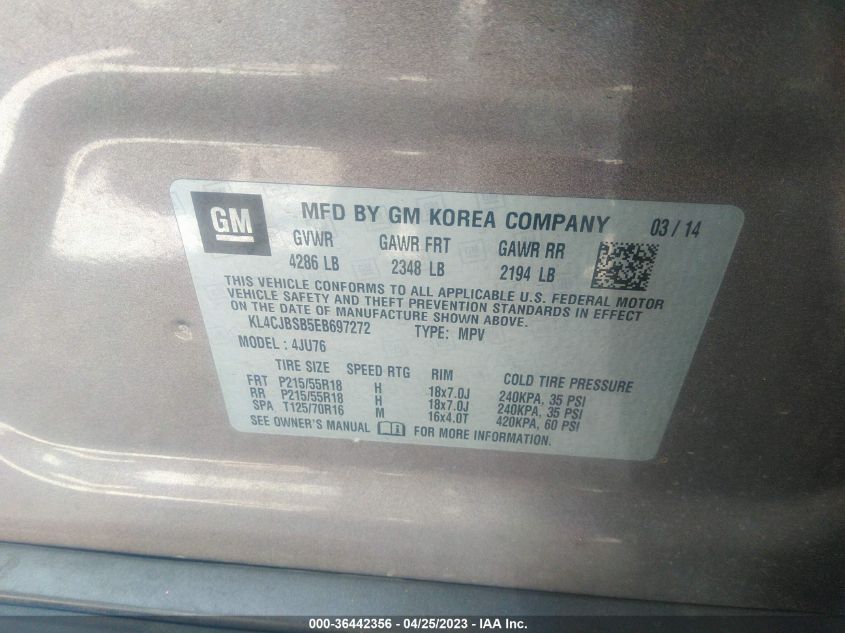 GM
MFD BY GM KOREA COMPANY 03 / 14
GVWR GAWR FRT GAWR RR
4286 LB 2348 LB 2194 LB
THIS VEHICLE CONFORMS TO ALL APPLICABLE U.S. FEDERAL MOTOR
VEHICLE SAFETY AND THEFT PREVENTION STANDARDS IN EFFECT
ON THE DATE OF MANUFACTURE SHOWN ABOVE.
KL4CJBSB5EB697272 TYPE: MPV
MODEL : 4JU76
TIRE SIZE SPEED RTG RIM COLD TIRE PRESSURE
FRT P215/55R18 H 18x7.0J 240KPA, 35 PSI
RR P215/55R18 H 18x7.0J 240KPA, 35 PSI
SPA T125/70R16 M 16x4.0T 420KPA, 60 PSI
SEE OWNER'S MANUAL FOR MORE INFORMATION.
000-36442356 - 04/25/2023 - IAA Inc.